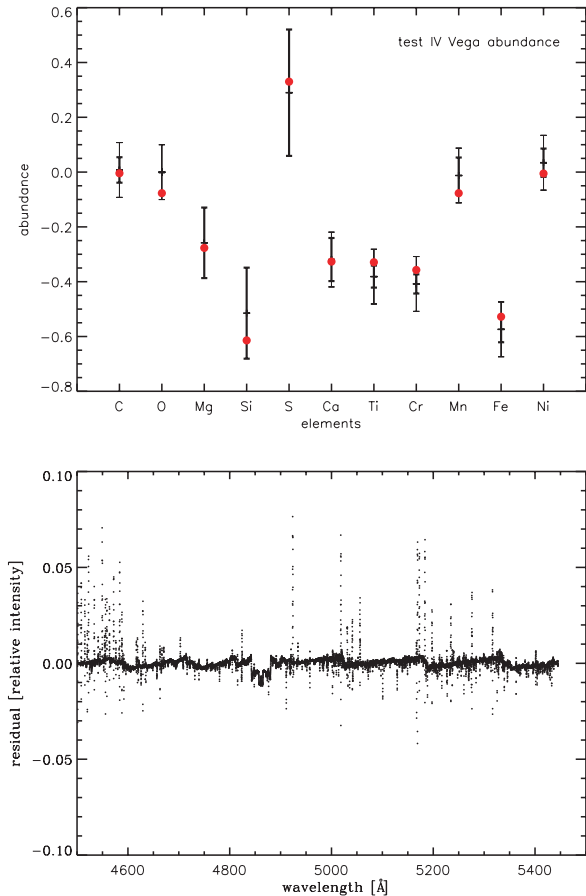 0.6
test IV Vega abundance
0.4
0.2
0.0
−0.2
−0.4
−0.6
−0.8
abundance
C O Mg Si S Ca Ti Cr Mn Fe Ni
elements
0.10
0.05
0.00
−0.05
−0.10
residual [relative intensity]
4600 4800 5000 5200 5400
wavelength [Å]